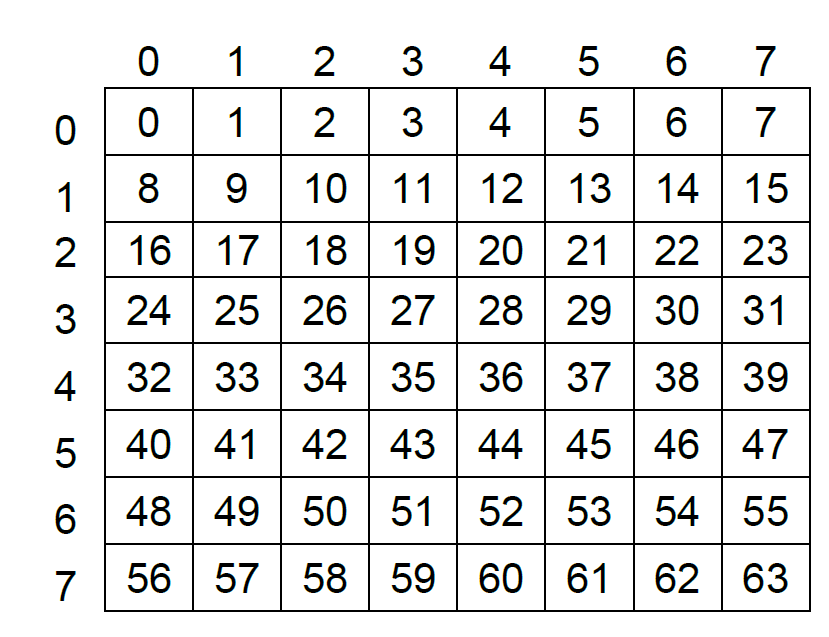 0 1 2 3 4 5 6 7
0 0 1 2 3 4 5 6 7
1 8 9 10 11 12 13 14 15
2 16 17 18 19 20 21 22 23
3 24 25 26 27 28 29 30 31
4 32 33 34 35 36 37 38 39
5 40 41 42 43 44 45 46 47
6 48 49 50 51 52 53 54 55
7 56 57 58 59 60 61 62 63